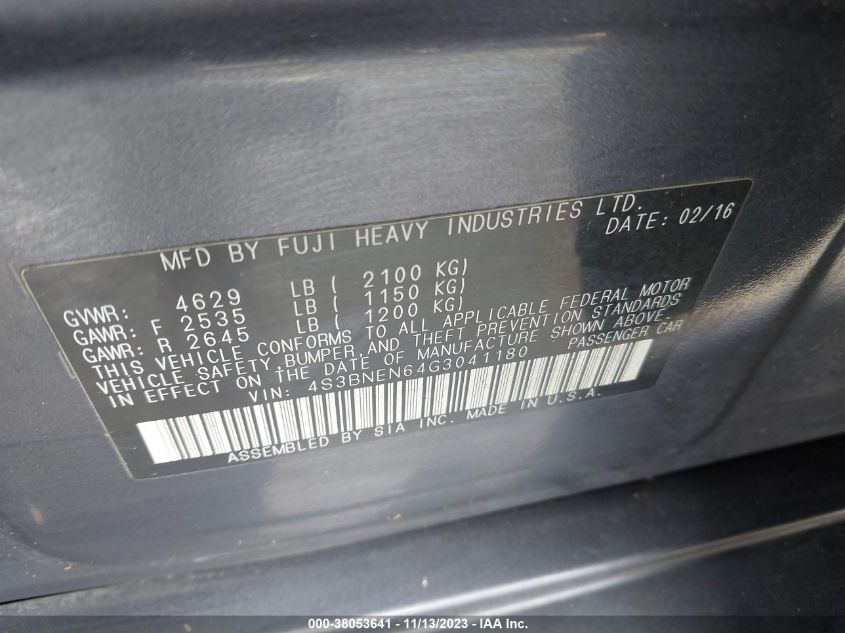 MFD BY FUJI HEAVY INDUSTRIES LTD.
DATE: 02/16
GVWR: 4629 LB ( 2100 KG)
GAWR: F 2535 LB ( 1150 KG)
GAWR: R 2645 LB ( 1200 KG)
THIS VEHICLE CONFORMS TO ALL APPLICABLE FEDERAL MOTOR
VEHICLE SAFETY,BUMPER,AND THEFT PREVENTION STANDARDS
IN EFFECT ON THE DATE OF MANUFACTURE SHOWN ABOVE.
VIN: 4S3BNEN64G3041180 PASSENGER CAR
ASSEMBLED BY SIA INC. MADE IN U.S.A.
000-38053641 - 11/13/2023 - IAA Inc.